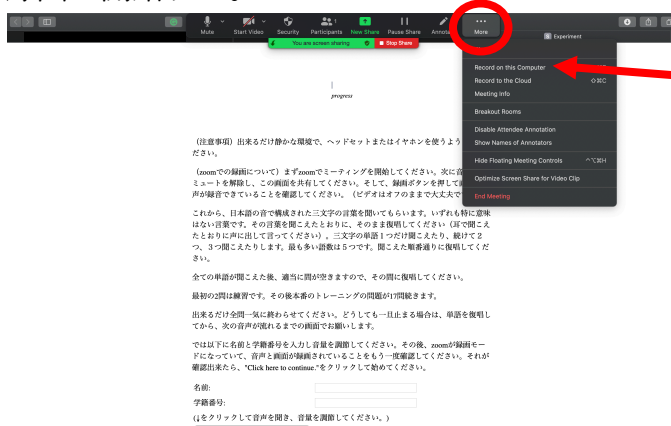 Mute
Start Video
Security
Participants
1
New Share
Pause Share
Annota
More
Experiment
You are screen sharing
Stop Share
Record on this Computer
Record to the Cloud ⇧⌘C
Meeting Info
Breakout Rooms
Disable Attendee Annotation
Show Names of Annotators
Hide Floating Meeting Controls ^⌥⌘H
Optimize Screen Share for Video Clip
End Meeting
progress
(注意事項)出来るだけ静かな環境で、ヘッドセットまたはイヤホンを使うよう
ださい。
(zoomでの録画について)まずzoomでミーティングを開始してください。次に音
ミュートを解除し、この画面を共有してください。そして、録画ボタンを押して
声が録音できていることを確認してください。(ビデオはオフのままで大丈夫で
これから、日本語の音で構成された三文字の言葉を聞いてもらいます。いずれも特に意味
はない言葉です。その言葉を聞こえたとおりに、そのまま復唱してください(耳で聞こえ
たとおりに声に出して言ってください)。三文字の単語1つだけ聞こえたり、続けて2
つ、3つ聞こえたりします。最も多い語数は5つです。聞こえた順番通りに復唱してくだ
さい。
全ての単語が聞こえた後、適当に間が空きますので、その間に復唱してください。
最初の2問は練習です。その後本番のトレーニングの問題が17問続きます。
出来るだけ全問一気に終わらせてください。どうしても一旦止まる場合は、単語を復唱し
てから、次の音声が流れるまでの画面でお願いします。
では以下に名前と学籍番号を入力し音量を調節してください。その後、zoomが録画モー
ドになっていて、音声と画面が録画されていることをもう一度確認してください。それが
確認出来たら、"Click here to continue."をクリックして始めてください。
名前:
学籍番号:
(↓をクリックして音声を聞き、音量を調節してください。)